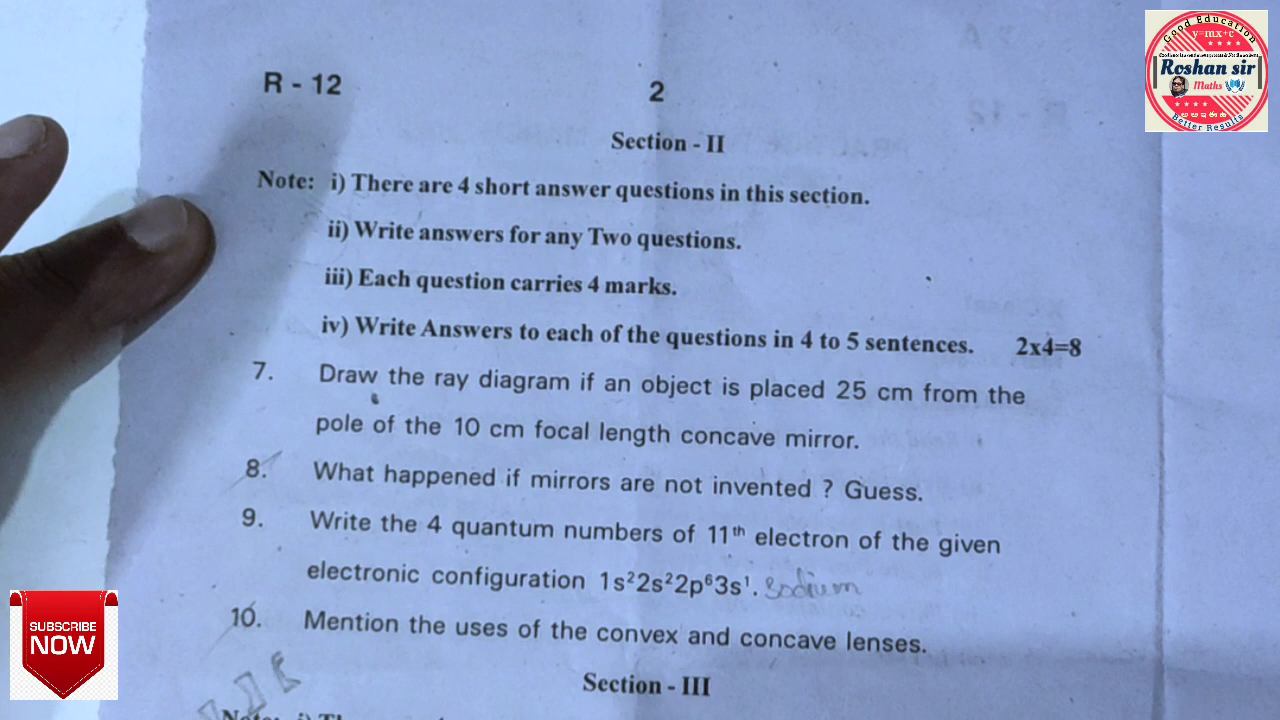 Good Education
y=mx+c
Roshan sir
Maths
Better Results
R - 12
2
Section - II
Note: i) There are 4 short answer questions in this section.
ii) Write answers for any Two questions.
iii) Each question carries 4 marks.
iv) Write Answers to each of the questions in 4 to 5 sentences. 2x4=8
7. Draw the ray diagram if an object is placed 25 cm from the
pole of the 10 cm focal length concave mirror.
8. What happened if mirrors are not invented ? Guess.
9. Write the 4 quantum numbers of 11ᵗʰ electron of the given
electronic configuration 1s²2s²2p⁶3s¹. Sodium
10. Mention the uses of the convex and concave lenses.
Section - III
SUBSCRIBE
NOW